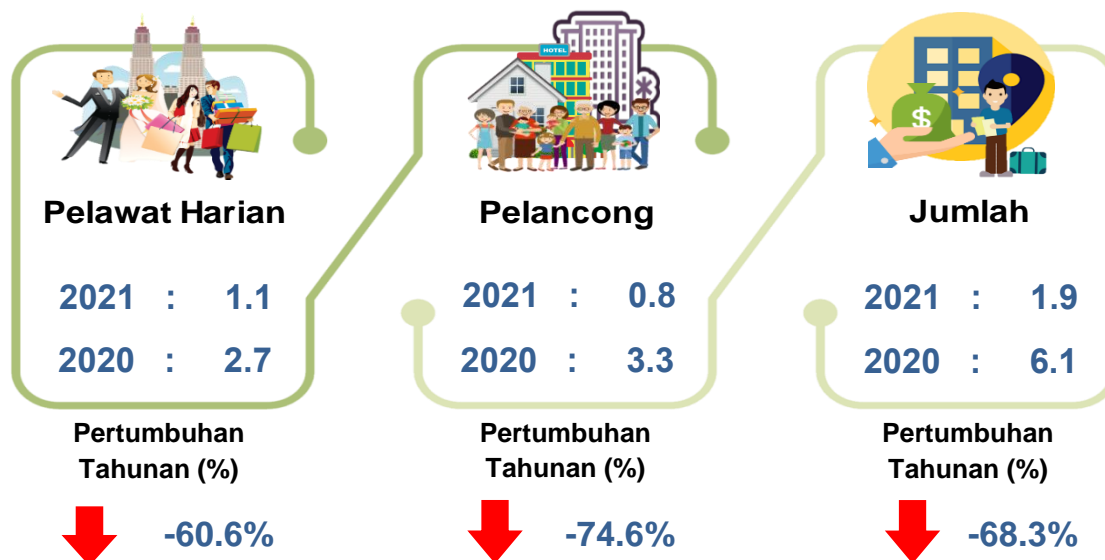 HOTEL
$
Pelawat Harian
2021 : 1.1
2020 : 2.7
Pertumbuhan
Tahunan (%)
-60.6%
Pelancong
2021 : 0.8
2020 : 3.3
Pertumbuhan
Tahunan (%)
-74.6%
Jumlah
2021 : 1.9
2020 : 6.1
Pertumbuhan
Tahunan (%)
-68.3%